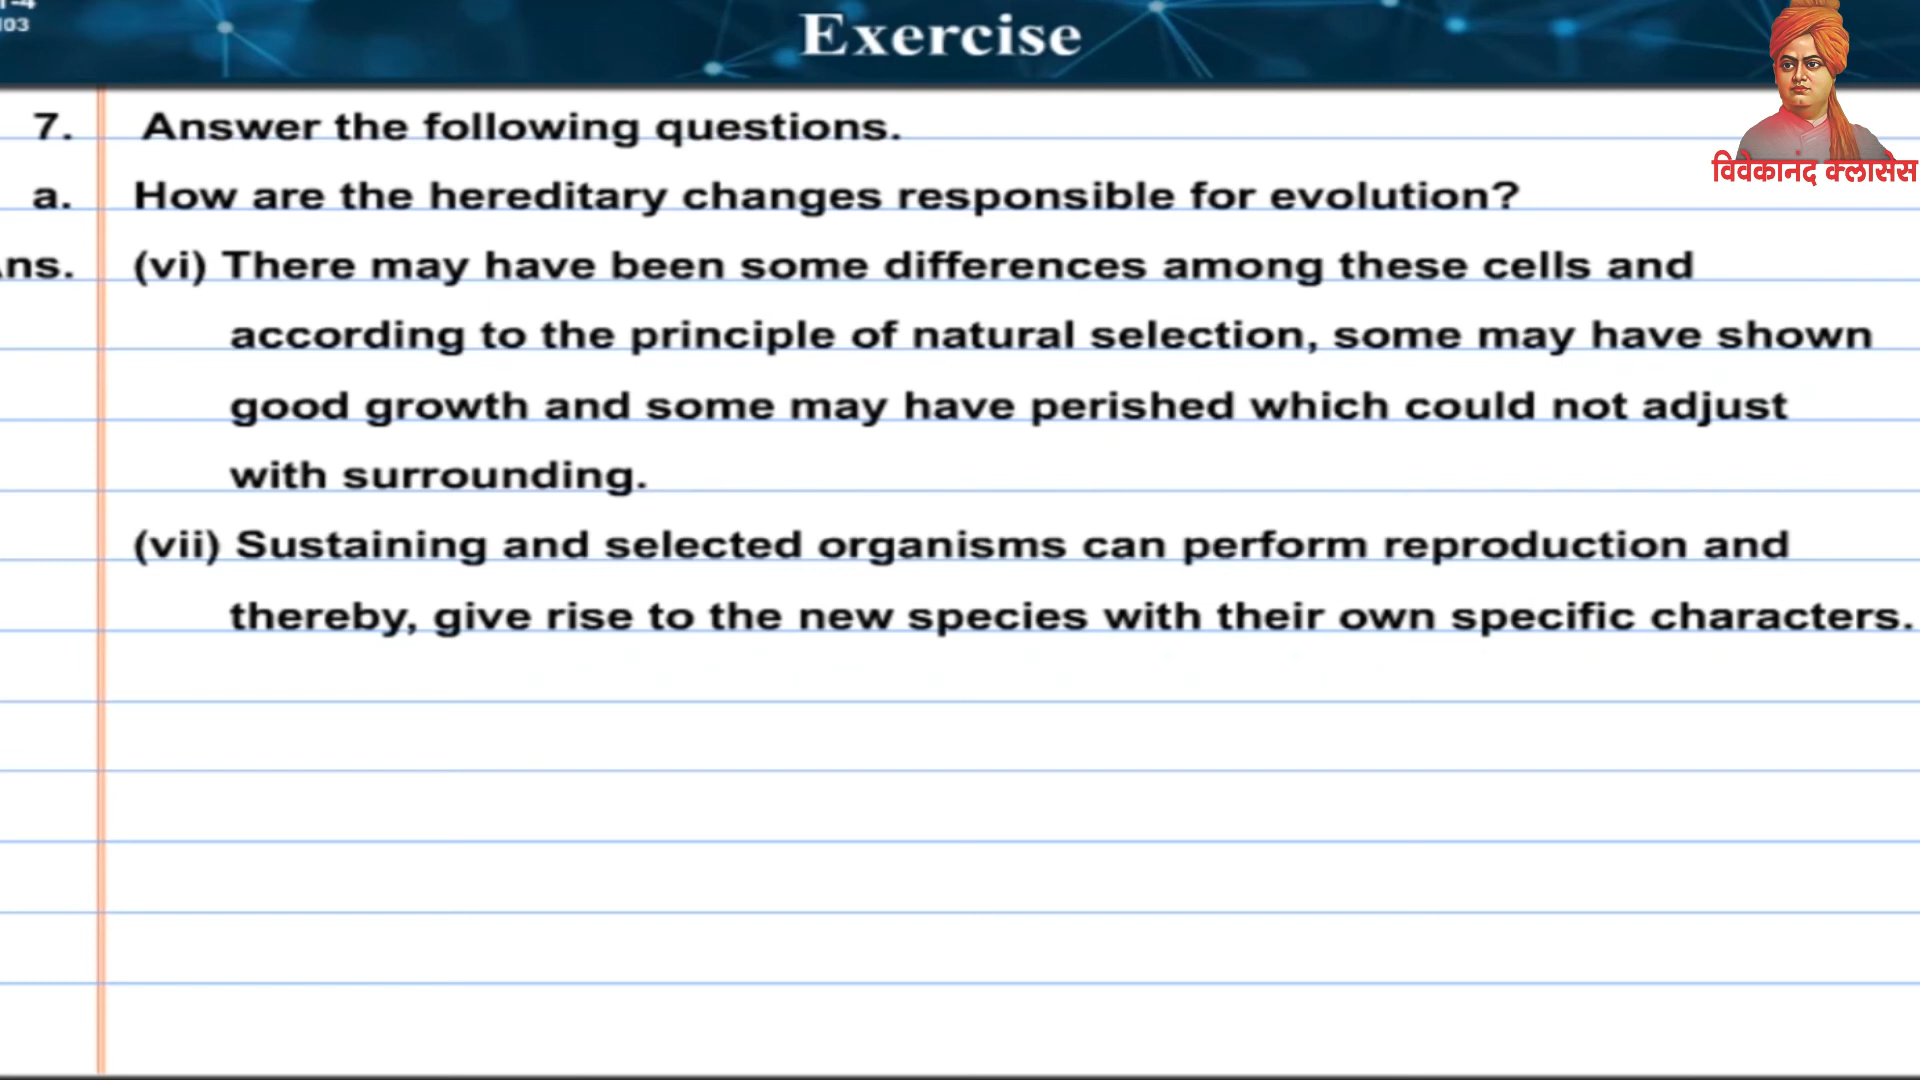 Exercise
7. Answer the following questions.
विवेकानंद क्लासेस
a. How are the hereditary changes responsible for evolution?
(vi) There may have been some differences among these cells and
according to the principle of natural selection, some may have shown
good growth and some may have perished which could not adjust
with surrounding.
(vii) Sustaining and selected organisms can perform reproduction and
thereby, give rise to the new species with their own specific characters.